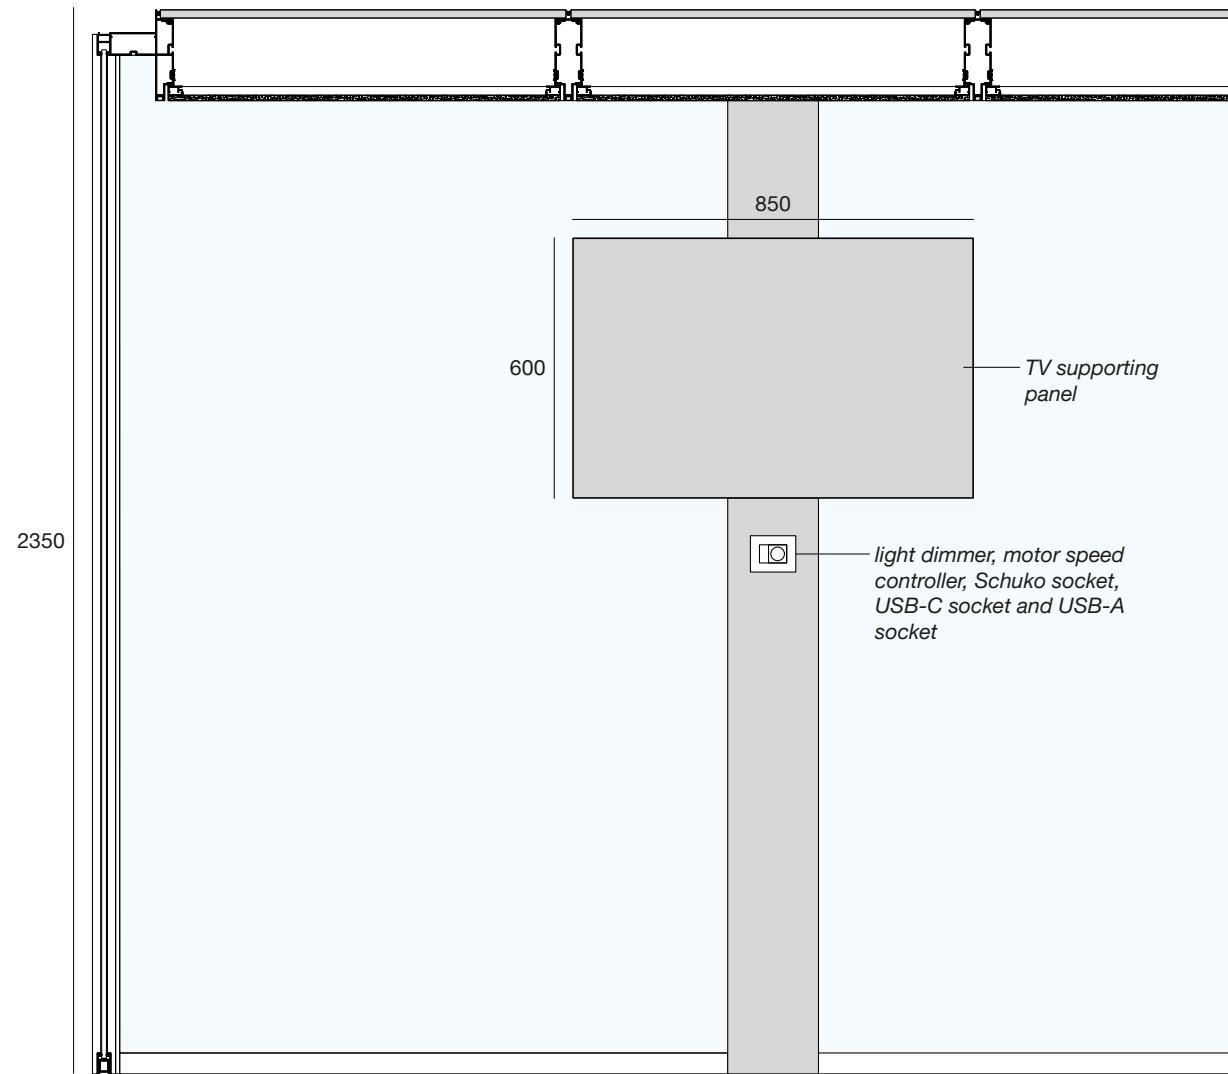 850
600
TV supporting
panel
2350
light dimmer, motor speed
controller, Schuko socket,
USB-C socket and USB-A
socket